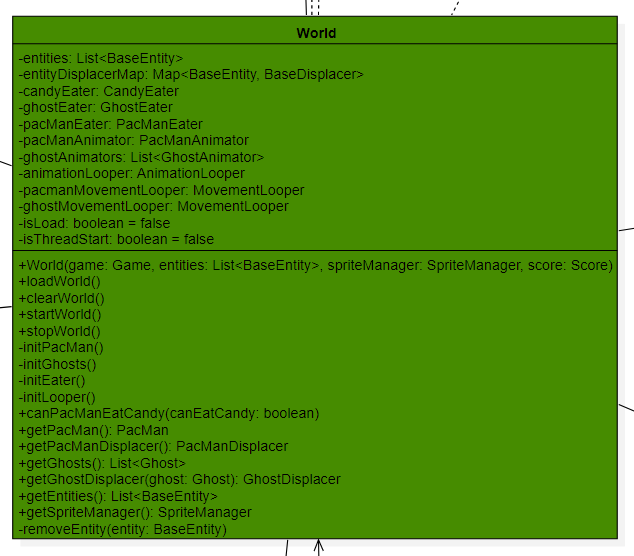 World
-entities: List<BaseEntity>
-entityDisplacerMap: Map<BaseEntity, BaseDisplacer>
-candyEater: CandyEater
-ghostEater: GhostEater
-pacManEater: PacManEater
-pacManAnimator: PacManAnimator
-ghostAnimators: List<GhostAnimator>
-animationLooper: AnimationLooper
-pacmanMovementLooper: MovementLooper
-ghostMovementLooper: MovementLooper
-isLoad: boolean = false
-isThreadStart: boolean = false
+World(game: Game, entities: List<BaseEntity>, spriteManager: SpriteManager, score: Score)
+loadWorld()
+clearWorld()
+startWorld()
+stopWorld()
-initPacMan()
-initGhosts()
-initEater()
-initLooper()
+canPacManEatCandy(canEatCandy: boolean)
+getPacMan(): PacMan
+getPacManDisplacer(): PacManDisplacer
+getGhosts(): List<Ghost>
+getGhostDisplacer(ghost: Ghost): GhostDisplacer
+getEntities(): List<BaseEntity>
+getSpriteManager(): SpriteManager
-removeEntity(entity: BaseEntity)